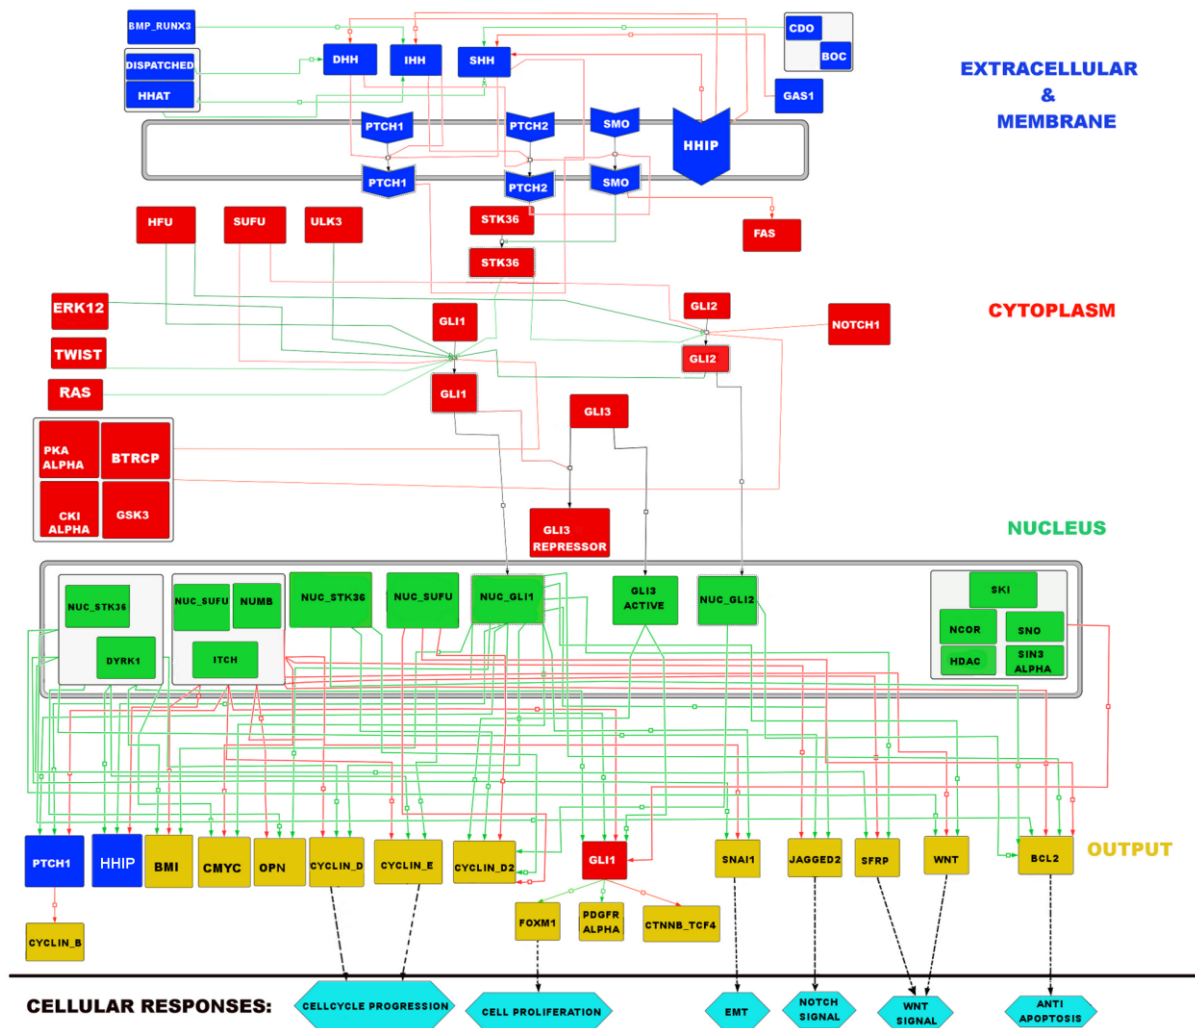 BMP_RUNX3
CDO
BOC
DISPATCHED
HHAT
DHH
IHH
SHH
GAS1
EXTRACELLULAR
&
MEMBRANE
PTCH1
PTCH2
SMO
HHIP
PTCH1
PTCH2
SMO
HFU
SUFU
ULK3
STK36
FAS
STK36
ERK12
GLI1
GLI2
NOTCH1
CYTOPLASM
TWIST
GLI2
RAS
GLI1
GLI3
PKA
ALPHA
BTRCP
CKI
ALPHA
GSK3
GLI3
REPRESSOR
NUCLEUS
NUC_STK36
DYRK1
NUC_SUFU
NUMB
ITCH
NUC_STK36
NUC_SUFU
NUC_GLI1
GLI3
ACTIVE
NUC_GLI2
SKI
NCOR
SNO
HDAC
SIN3
ALPHA
PTCH1
HHIP
BMI
CMYC
OPN
CYCLIN_D
CYCLIN_E
CYCLIN_D2
GLI1
SNAI1
JAGGED2
SFRP
WNT
BCL2
OUTPUT
CYCLIN_B
FOXM1
PDGFR
ALPHA
CTNNB_TCF4
CELLULAR RESPONSES:
CELLCYCLE PROGRESSION
CELL PROLIFERATION
EMT
NOTCH
SIGNAL
WNT
SIGNAL
ANTI
APOPTOSIS